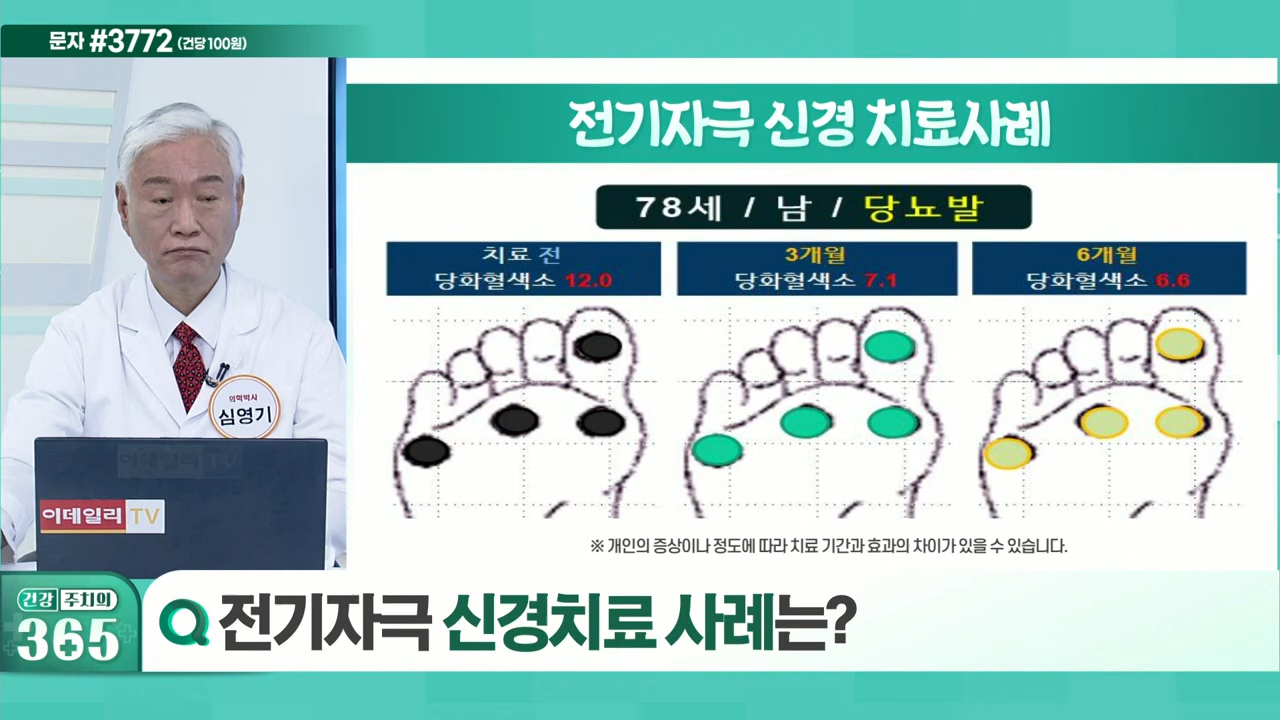 문자 #3772 (건당 100원)
전기자극 신경 치료사례
78세 / 남 / 당뇨발
치료 전
당화혈색소 12.0
3개월
당화혈색소 7.1
6개월
당화혈색소 6.6
의학박사
심영기
이데일리TV
이데일리TV
※ 개인의 증상이나 정도에 따라 치료 기간과 효과의 차이가 있을 수 있습니다.
건강 주치의
365
Q 전기자극 신경치료 사례는?